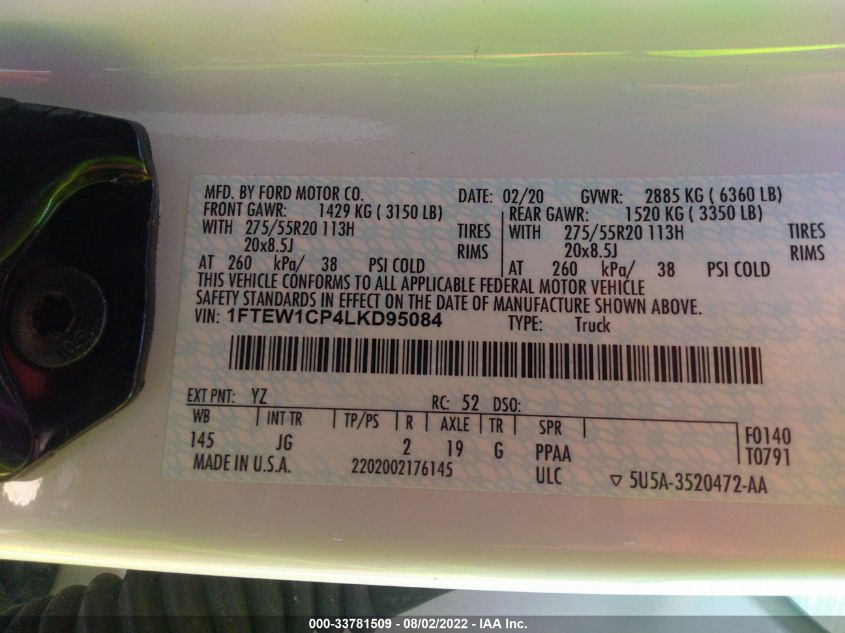 MFD. BY FORD MOTOR CO. DATE: 02/20 GVWR: 2885 KG ( 6360 LB)
FRONT GAWR: 1429 KG ( 3150 LB) REAR GAWR: 1520 KG ( 3350 LB)
WITH 275/55R20 113H TIRES WITH 275/55R20 113H TIRES
20x8.5J RIMS 20x8.5J RIMS
AT 260 kPa/ 38 PSI COLD AT 260 kPa/ 38 PSI COLD
THIS VEHICLE CONFORMS TO ALL APPLICABLE FEDERAL MOTOR VEHICLE
SAFETY STANDARDS IN EFFECT ON THE DATE OF MANUFACTURE SHOWN ABOVE.
VIN: 1FTEW1CP4LKD95084 TYPE: Truck
EXT PNT: YZ RC: 52 DSO:
WB INT TR TP/PS R AXLE TR SPR F0140
145 JG 2 19 G PPAA T0791
MADE IN U.S.A. 2202002176145 ULC ▽ 5U5A-3520472-AA
10.9
000-33781509 - 08/02/2022 - IAA Inc.